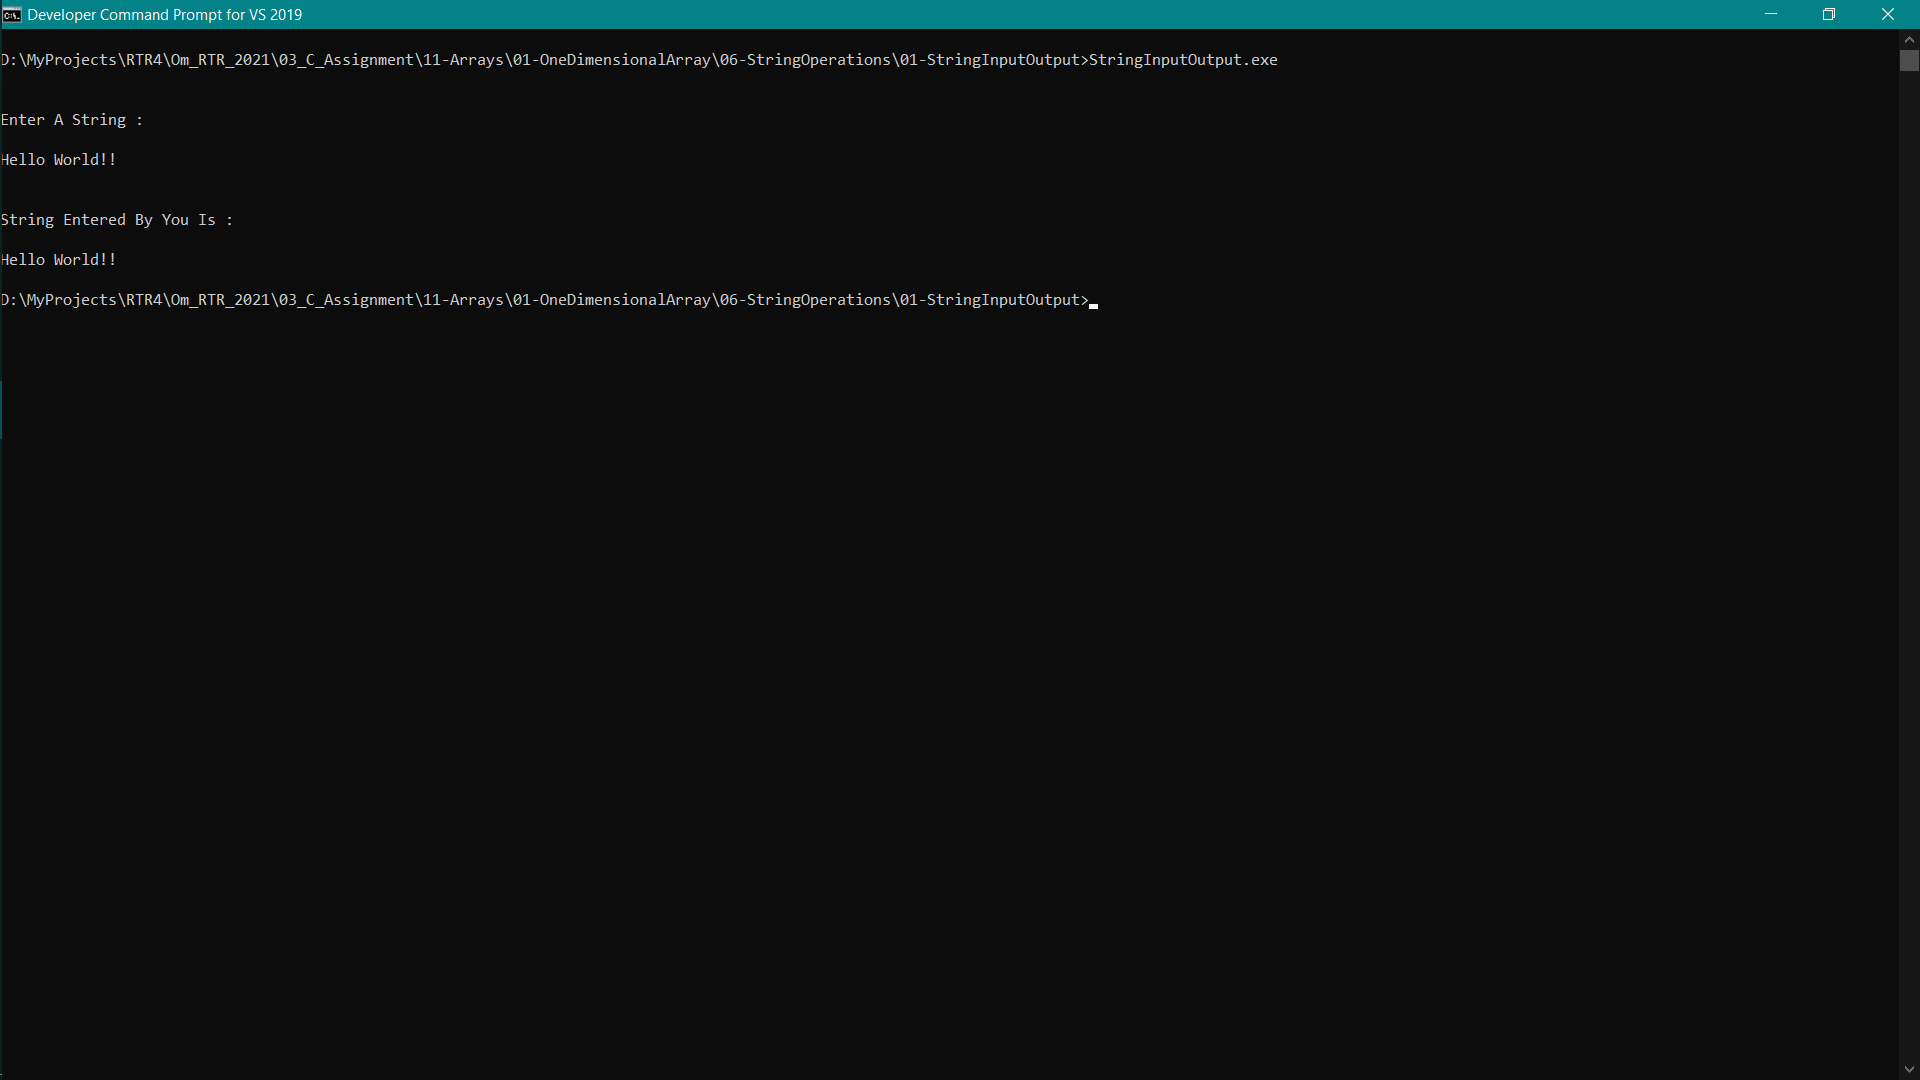 Developer Command Prompt for VS 2019
D:\MyProjects\RTR4\Om_RTR_2021\03_C_Assignment\11-Arrays\01-OneDimensionalArray\06-StringOperations\01-StringInputOutput>StringInputOutput.exe
Enter A String :
Hello World!!
String Entered By You Is :
Hello World!!
D:\MyProjects\RTR4\Om_RTR_2021\03_C_Assignment\11-Arrays\01-OneDimensionalArray\06-StringOperations\01-StringInputOutput>